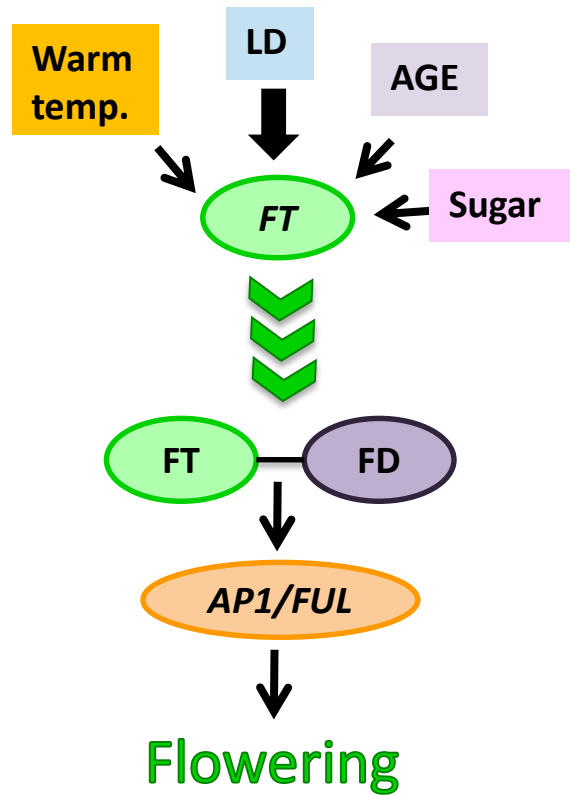 Warm
temp.
LD
AGE
FT
Sugar
FT
FD
AP1/FUL
Flowering